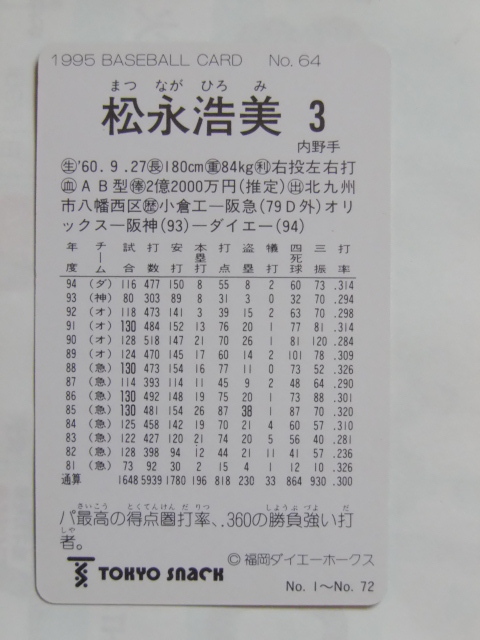 1995 BASEBALL CARD No. 64
まつ なが ひろ み
松永浩美 3
内野手
生'60.9.27長180cm重84kg利右投左右打
血AB型俸2億2000万円(推定)出北九州
市八幡西区歴小倉工ー阪急(79D外)オリ
ックスー阪神(93)ーダイエー(94)
年度 チーム 試合 打数 安打 本塁打 打点 盗塁 犠打 四死球 三振 打率
94 (ダ) 116 477 150 8 55 8 2 60 73 .314
93 (神) 80 303 89 8 31 3 0 32 70 .294
92 (オ) 118 473 141 3 39 15 2 63 70 .298
91 (オ) 130 484 152 13 76 20 1 77 81 .314
90 (オ) 128 518 147 21 70 26 1 81 120 .284
89 (オ) 124 470 145 17 60 14 2 101 78 .309
88 (急) 130 473 154 16 77 11 0 73 52 .326
87 (急) 114 393 114 11 45 9 2 48 64 .290
86 (急) 130 492 148 19 75 20 1 73 88 .301
85 (急) 130 481 154 26 87 38 1 87 70 .320
84 (急) 125 458 142 19 70 21 4 60 57 .310
83 (急) 122 427 120 21 74 20 5 56 40 .281
82 (急) 128 398 94 12 44 21 11 41 57 .236
81 (急) 73 92 30 2 15 4 1 12 10 .326
通算 1648 5939 1780 196 818 230 33 864 930 .300
さいこう とくてんけん だ りつ しょうぶ づよ だ
パ最高の得点圏打率、.360の勝負強い打
しゃ
者。
©福岡ダイエーホークス
TS TOKYO SNACK
No. 1〜No. 72